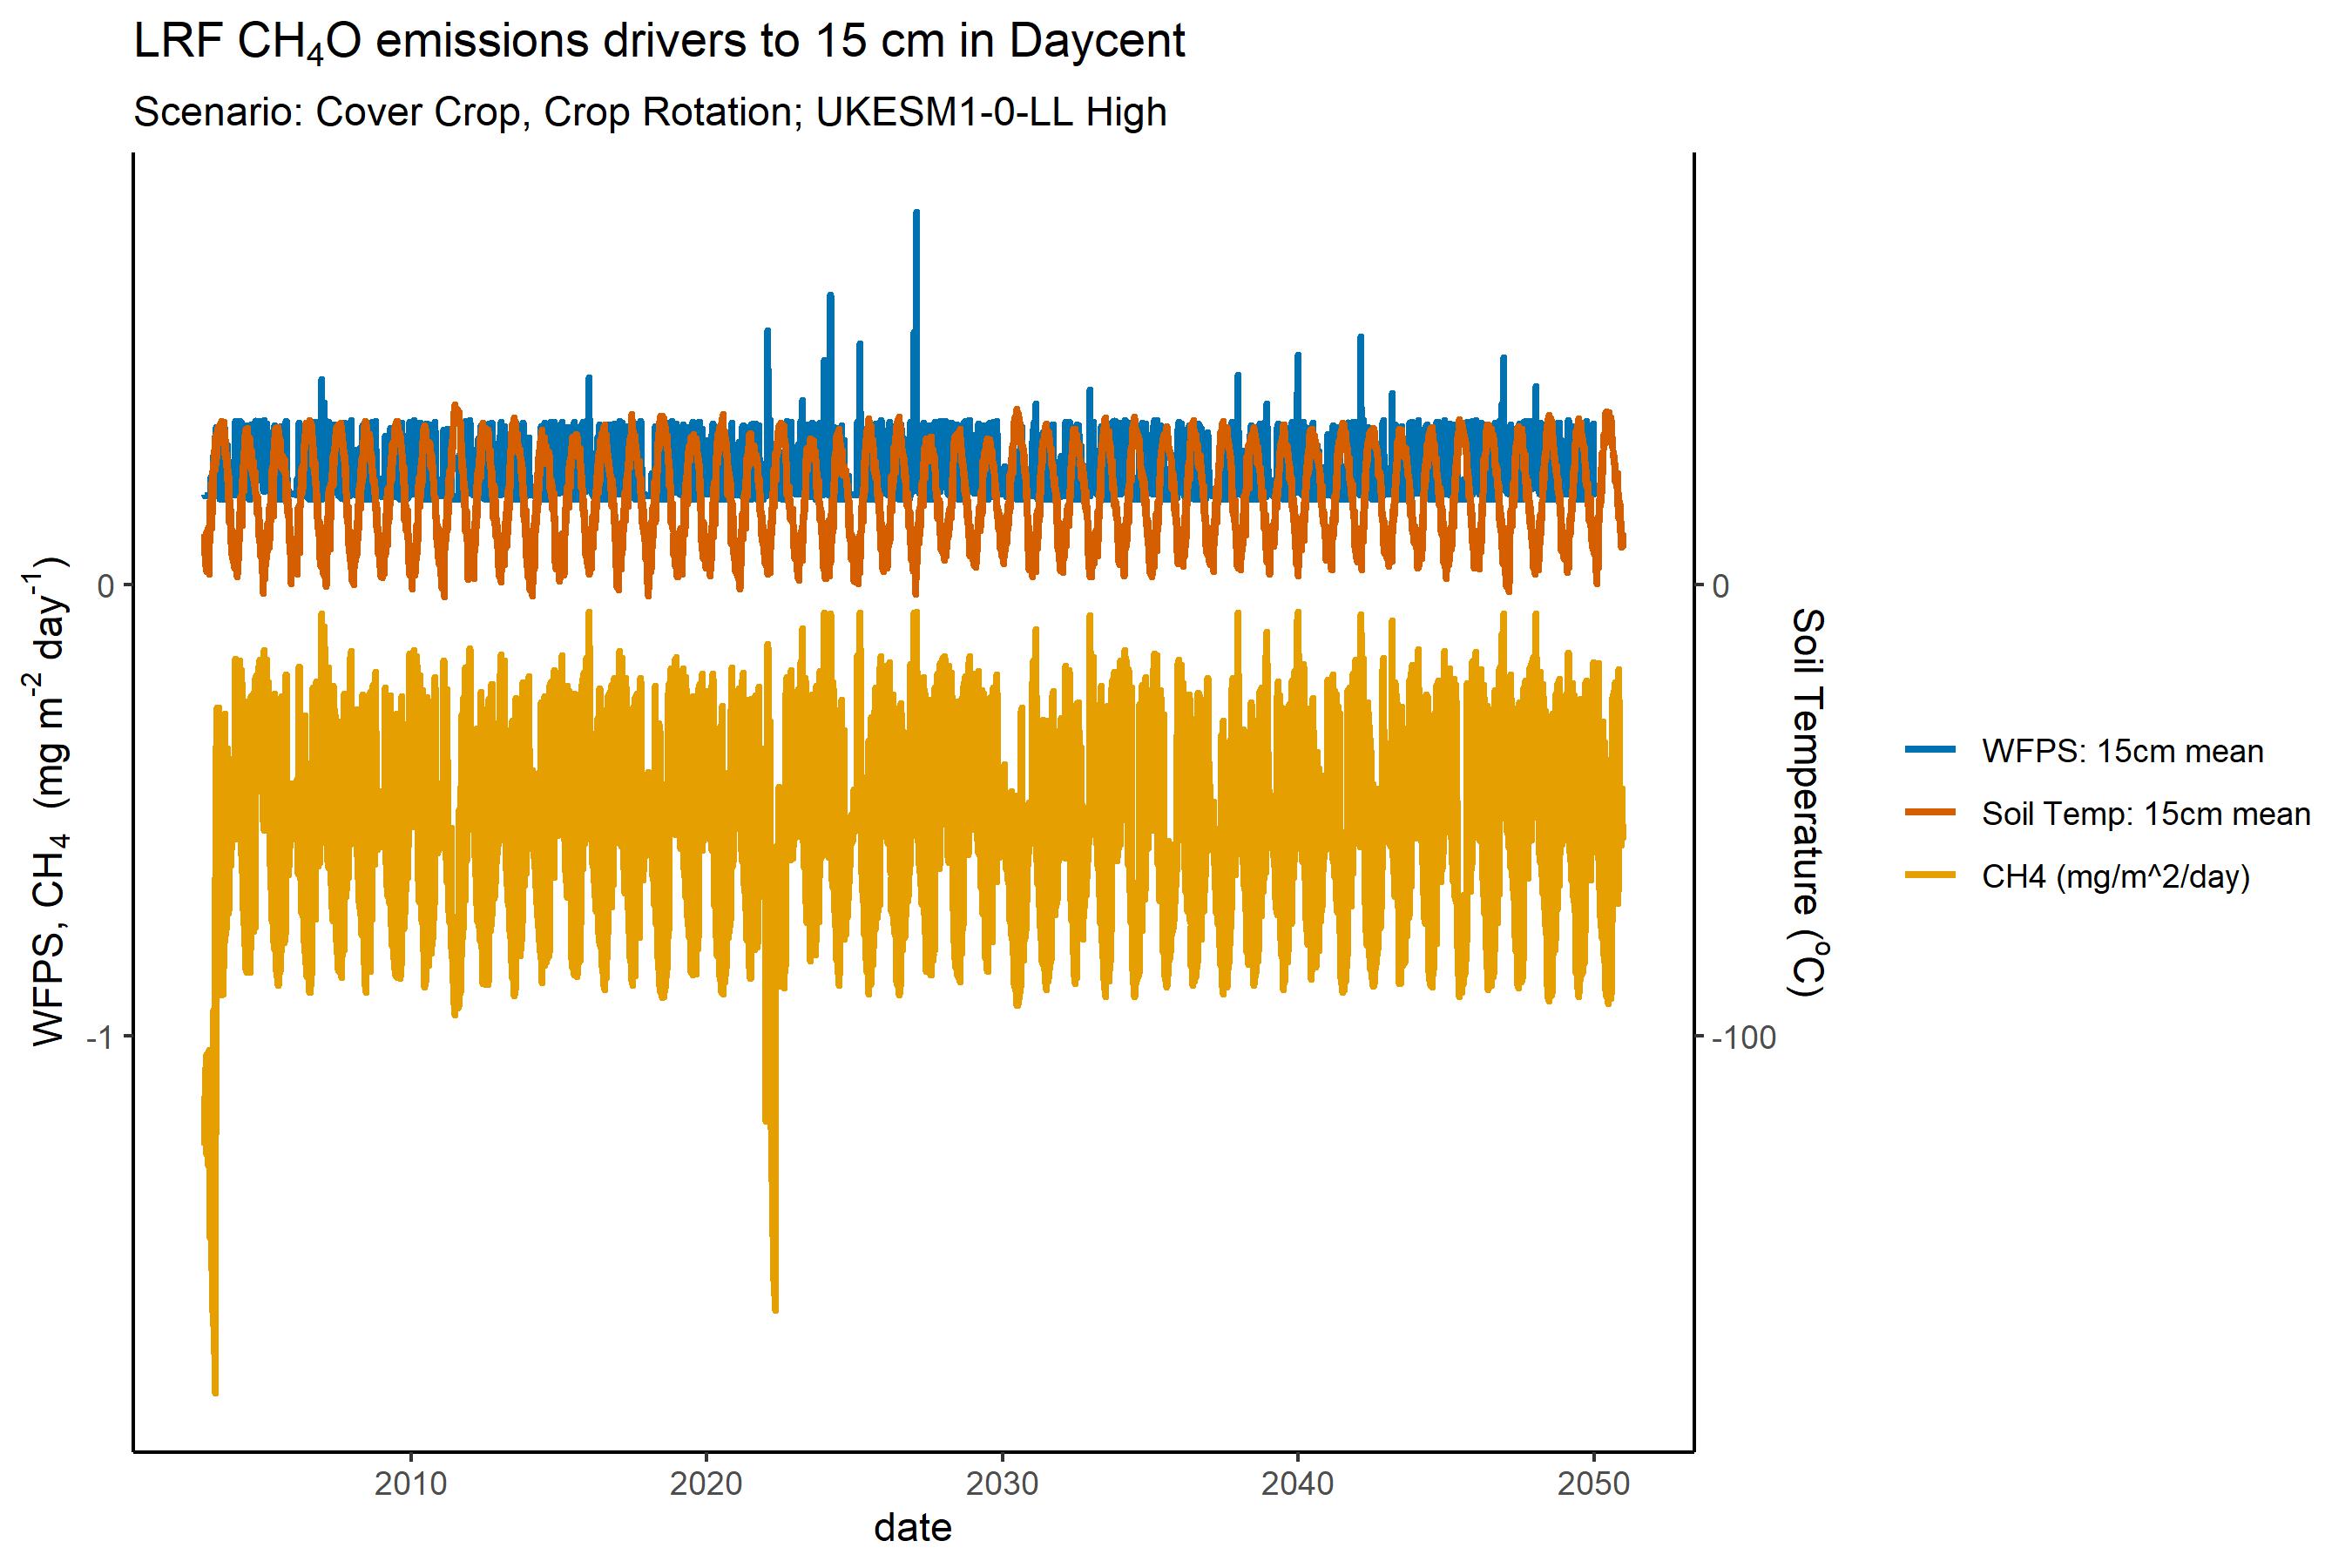 LRF CH₄O emissions drivers to 15 cm in Daycent
Scenario: Cover Crop, Crop Rotation; UKESM1-0-LL High
WFPS, CH₄ (mg m⁻² day⁻¹)
0
-1
0
-100
Soil Temperature (ºC)
WFPS: 15cm mean
Soil Temp: 15cm mean
CH4 (mg/m^2/day)
2010 2020 2030 2040 2050
date